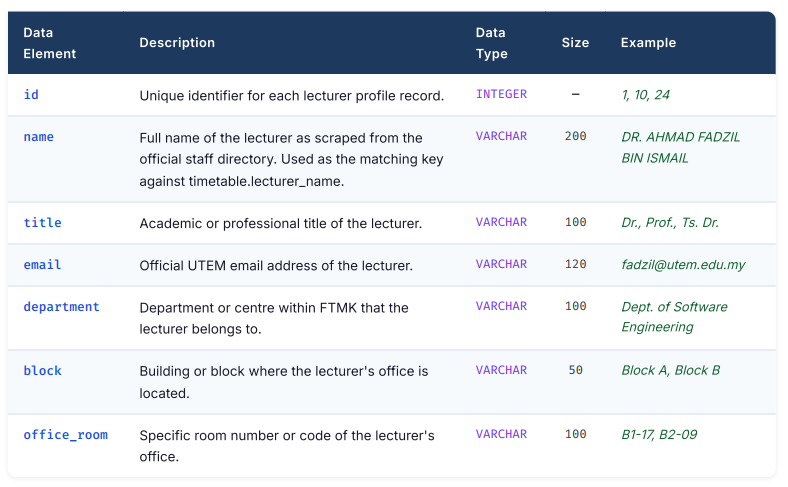 Data Element Description Data Type Size Example
id Unique identifier for each lecturer profile record. INTEGER – 1, 10, 24
name Full name of the lecturer as scraped from the VARCHAR 200 DR. AHMAD FADZIL
official staff directory. Used as the matching key BIN ISMAIL
against timetable.lecturer_name.
title Academic or professional title of the lecturer. VARCHAR 100 Dr., Prof., Ts. Dr.
email Official UTEM email address of the lecturer. VARCHAR 120 fadzil@utem.edu.my
department Department or centre within FTMK that the VARCHAR 100 Dept. of Software
lecturer belongs to. Engineering
block Building or block where the lecturer's office is VARCHAR 50 Block A, Block B
located.
office_room Specific room number or code of the lecturer's VARCHAR 100 B1-17, B2-09
office.